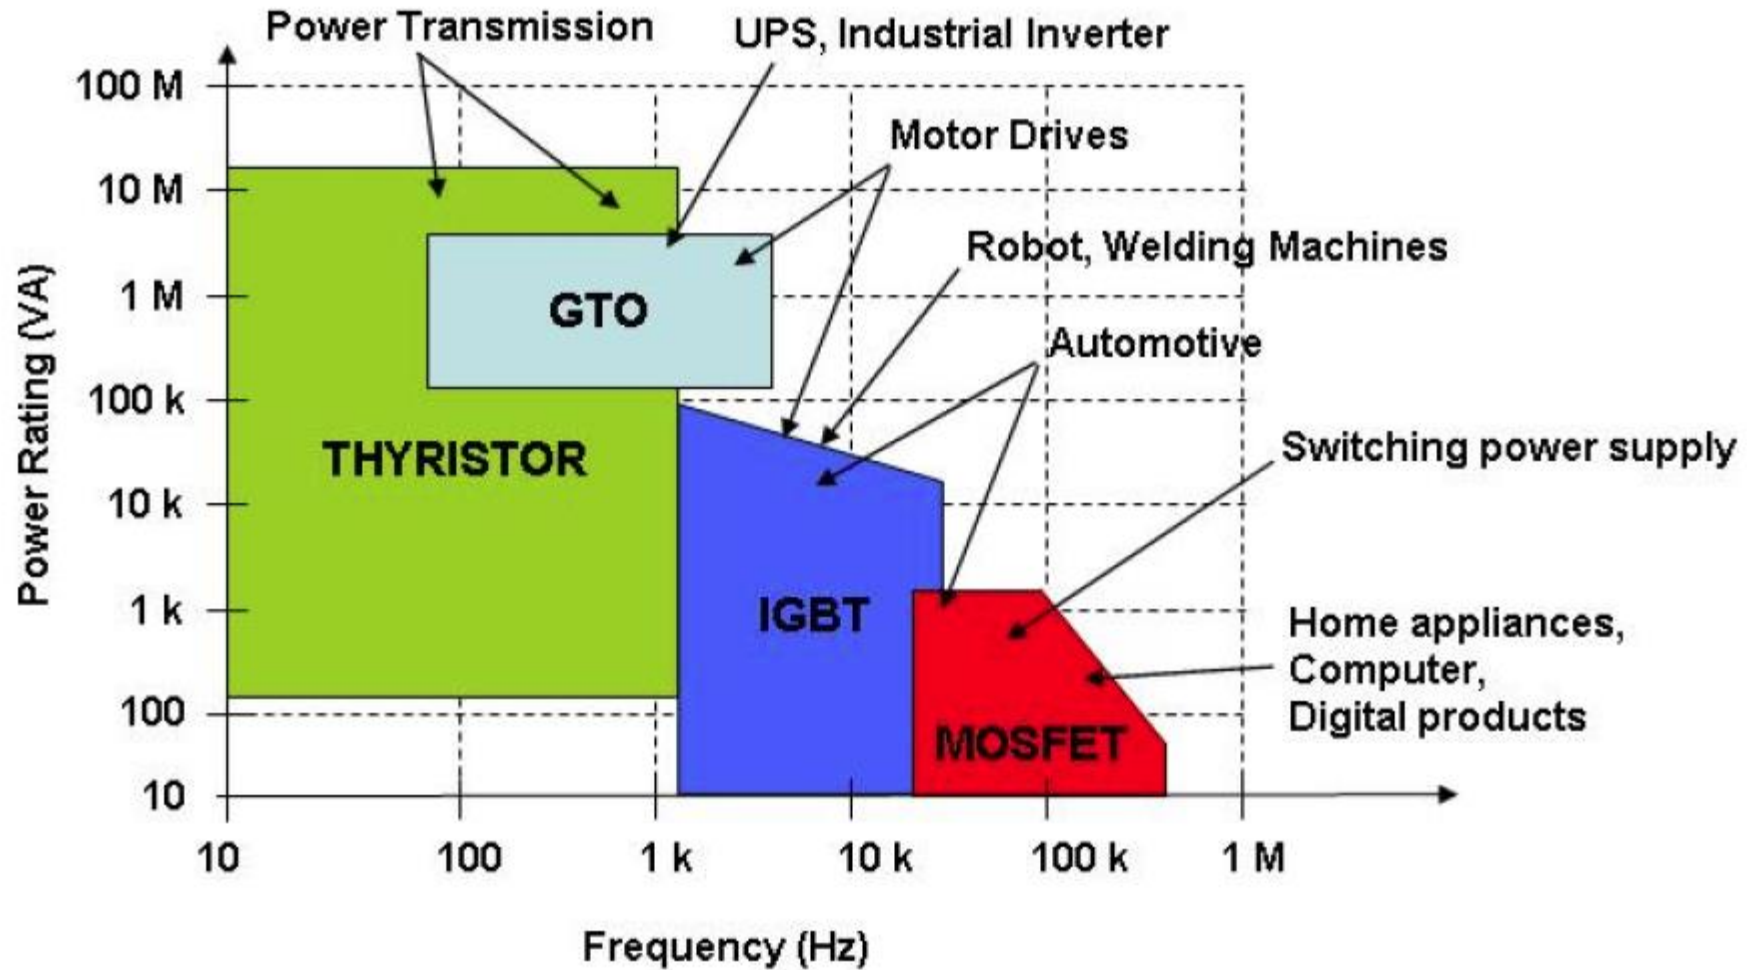 Power Transmission
UPS, Industrial Inverter
100 M
Motor Drives
10 M
Robot, Welding Machines
1 M
GTO
Automotive
100 k
Switching power supply
THYRISTOR
10 k
Power Rating (VA)
IGBT
1 k
Home appliances,
Computer,
Digital products
100
MOSFET
10
10 100 1 k 10 k 100 k 1 M
Frequency (Hz)